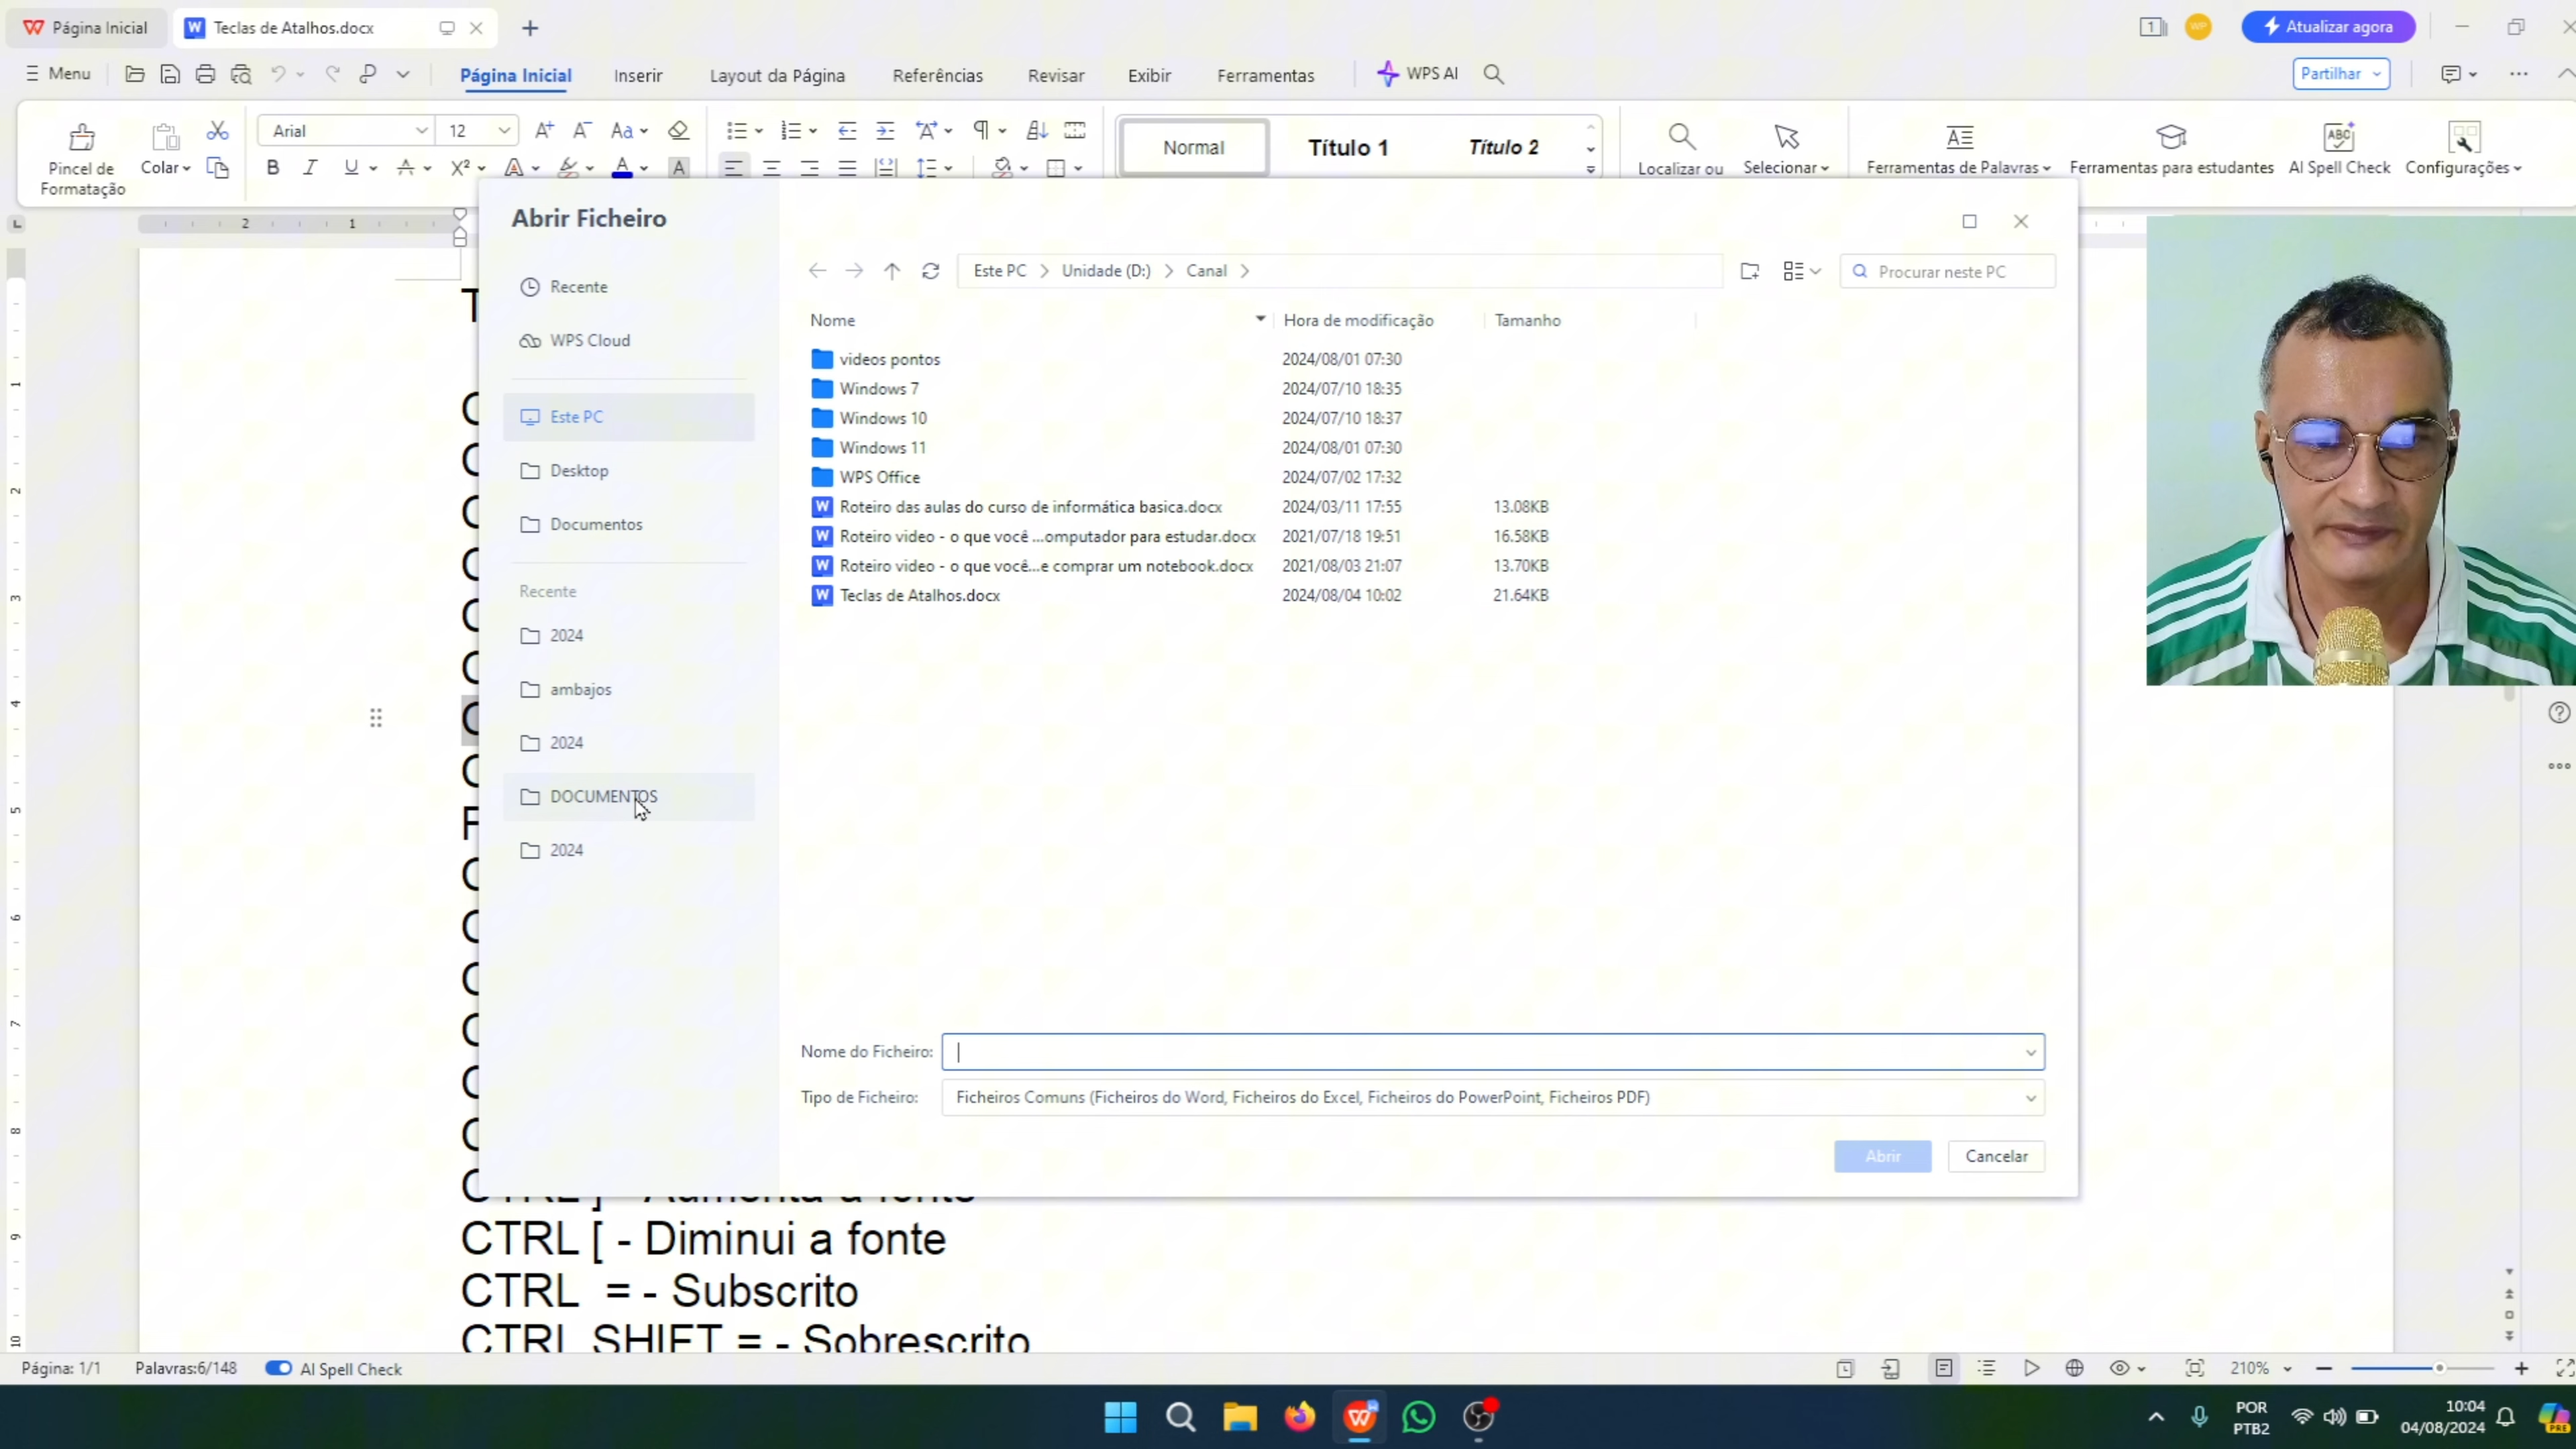 Página Inicial
Teclas de Atalhos.docx
1
WP
Atualizar agora
Menu
Página Inicial
Inserir
Layout da Página
Referências
Revisar
Exibir
Ferramentas
WPS AI
Partilhar
Pincel de Formatação
Colar
Arial
12
Normal
Título 1
Título 2
Localizar ou
Selecionar
Ferramentas de Palavras
Ferramentas para estudantes
AI Spell Check
Configurações
2 1
Abrir Ficheiro
Recente
WPS Cloud
Este PC
Desktop
Documentos
Recente
2024
ambajos
2024
DOCUMENTOS
2024
Este PC > Unidade (D:) > Canal >
Procurar neste PC
Nome Hora de modificação Tamanho
videos pontos 2024/08/01 07:30
Windows 7 2024/07/10 18:35
Windows 10 2024/07/10 18:37
Windows 11 2024/08/01 07:30
WPS Office 2024/07/02 17:32
Roteiro das aulas do curso de informática basica.docx 2024/03/11 17:55 13.08KB
Roteiro video - o que você ...omputador para estudar.docx 2021/07/18 19:51 16.58KB
Roteiro video - o que você...e comprar um notebook.docx 2021/08/03 21:07 13.70KB
Teclas de Atalhos.docx 2024/08/04 10:02 21.64KB
Nome do Ficheiro:
Tipo de Ficheiro: Ficheiros Comuns (Ficheiros do Word, Ficheiros do Excel, Ficheiros do PowerPoint, Ficheiros PDF)
Abrir
Cancelar
CTRL ] - Aumenta a fonte
CTRL [ - Diminui a fonte
CTRL = - Subscrito
CTRL SHIFT = - Sobrescrito
Página: 1/1
Palavras:6/148
AI Spell Check
210%
POR
PTB2
10:04
04/08/2024
PRE